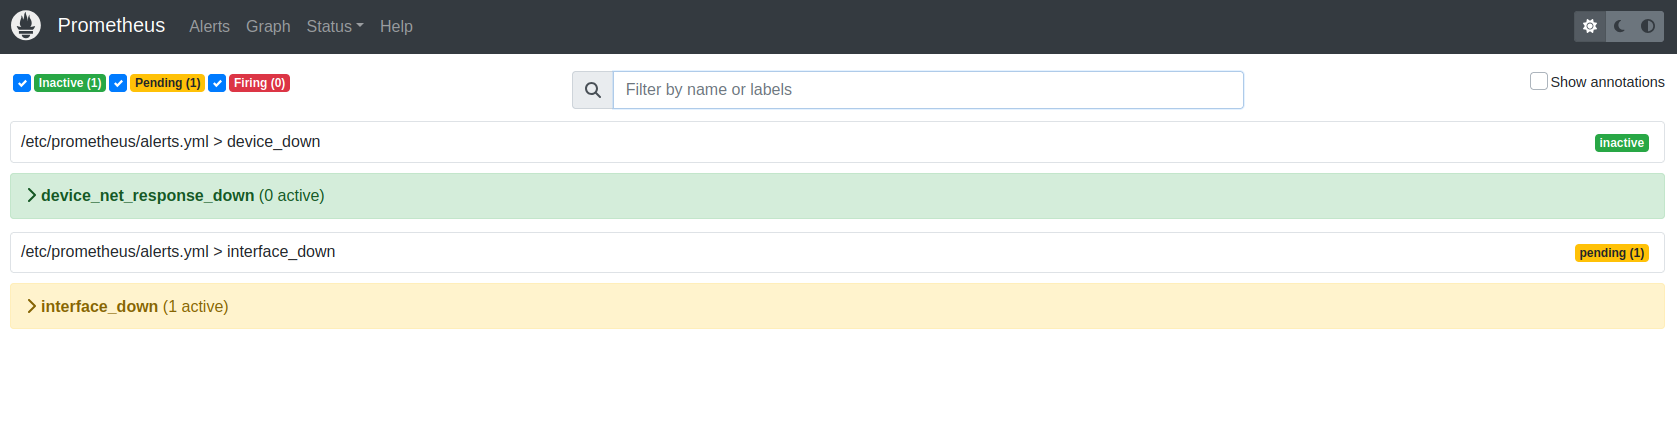 Prometheus Alerts Graph Status Help
Inactive (1) Pending (1) Firing (0) Filter by name or labels Show annotations
/etc/prometheus/alerts.yml > device_down inactive
device_net_response_down (0 active)
/etc/prometheus/alerts.yml > interface_down pending (1)
interface_down (1 active)